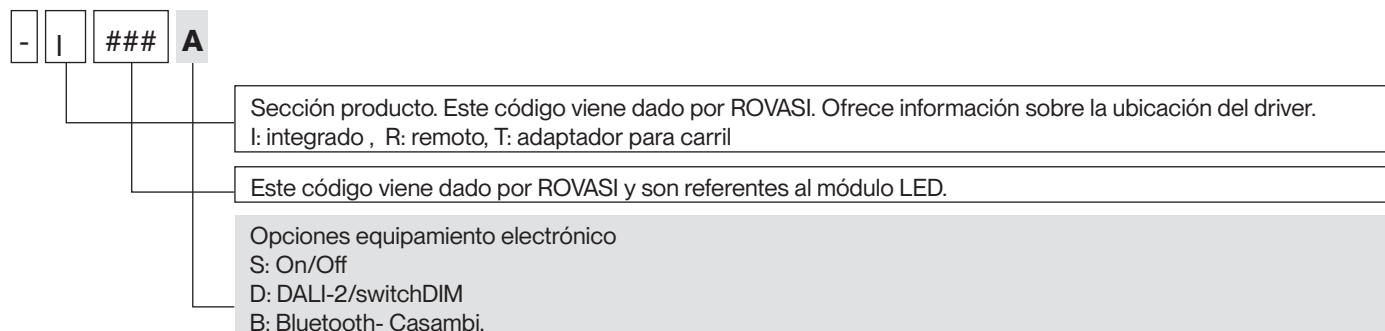 - I ### A
Sección producto. Este código viene dado por ROVASI. Ofrece información sobre la ubicación del driver.
I: integrado , R: remoto, T: adaptador para carril
Este código viene dado por ROVASI y son referentes al módulo LED.
Opciones equipamiento electrónico
S: On/Off
D: DALI-2/switchDIM
B: Bluetooth- Casambi.